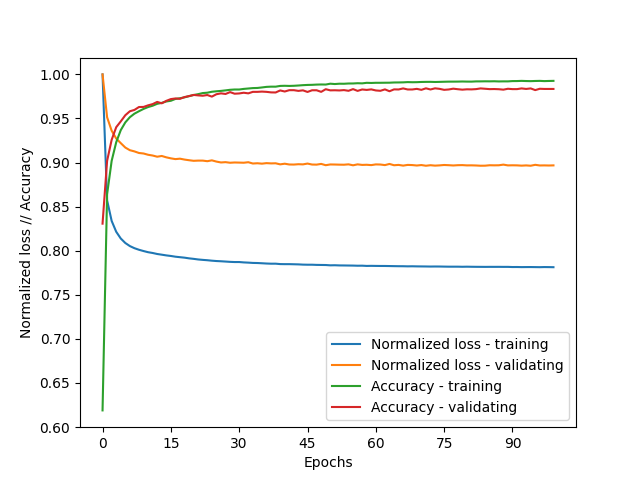 1.00
0.95
0.90
0.85
0.80
0.75
0.70
0.65
0.60
Normalized loss // Accuracy
0
15
30
45
60
75
90
Epochs
Normalized loss - training
Normalized loss - validating
Accuracy - training
Accuracy - validating